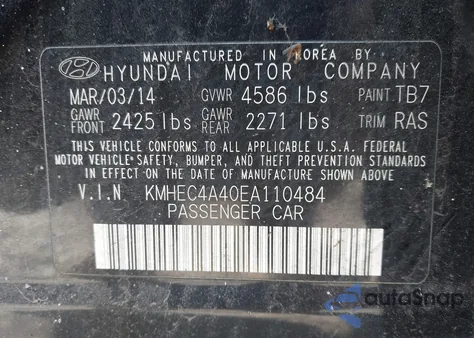 MANUFACTURED IN KOREA BY
HYUNDAI MOTOR COMPANY
MAR/03/14 GVWR 4586 lbs PAINT TB7
GAWR FRONT 2425 lbs GAWR REAR 2271 lbs TRIM RAS
THIS VEHICLE CONFORMS TO ALL APPLICABLE U.S.A. FEDERAL
MOTOR VEHICLE SAFETY, BUMPER, AND THEFT PREVENTION STANDARDS
IN EFFECT ON THE DATE OF MANUFACTURE SHOWN ABOVE.
V.I.N KMHEC4A40EA110484
PASSENGER CAR
autoSnap